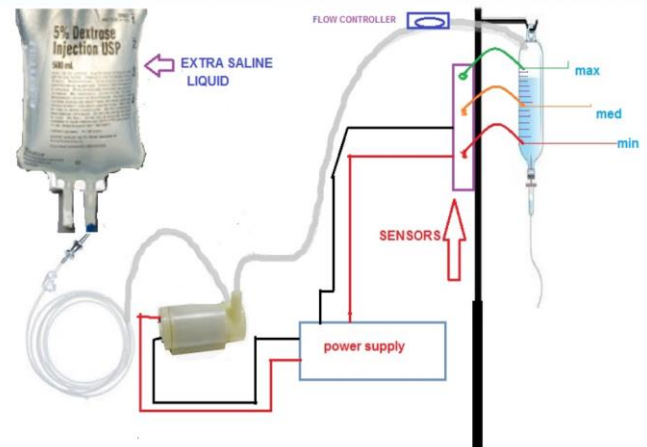 5% Dextrose
Injection USP
500 mL
EXTRA SALINE
LIQUID
FLOW CONTROLLER
max
med
min
SENSORS
power supply